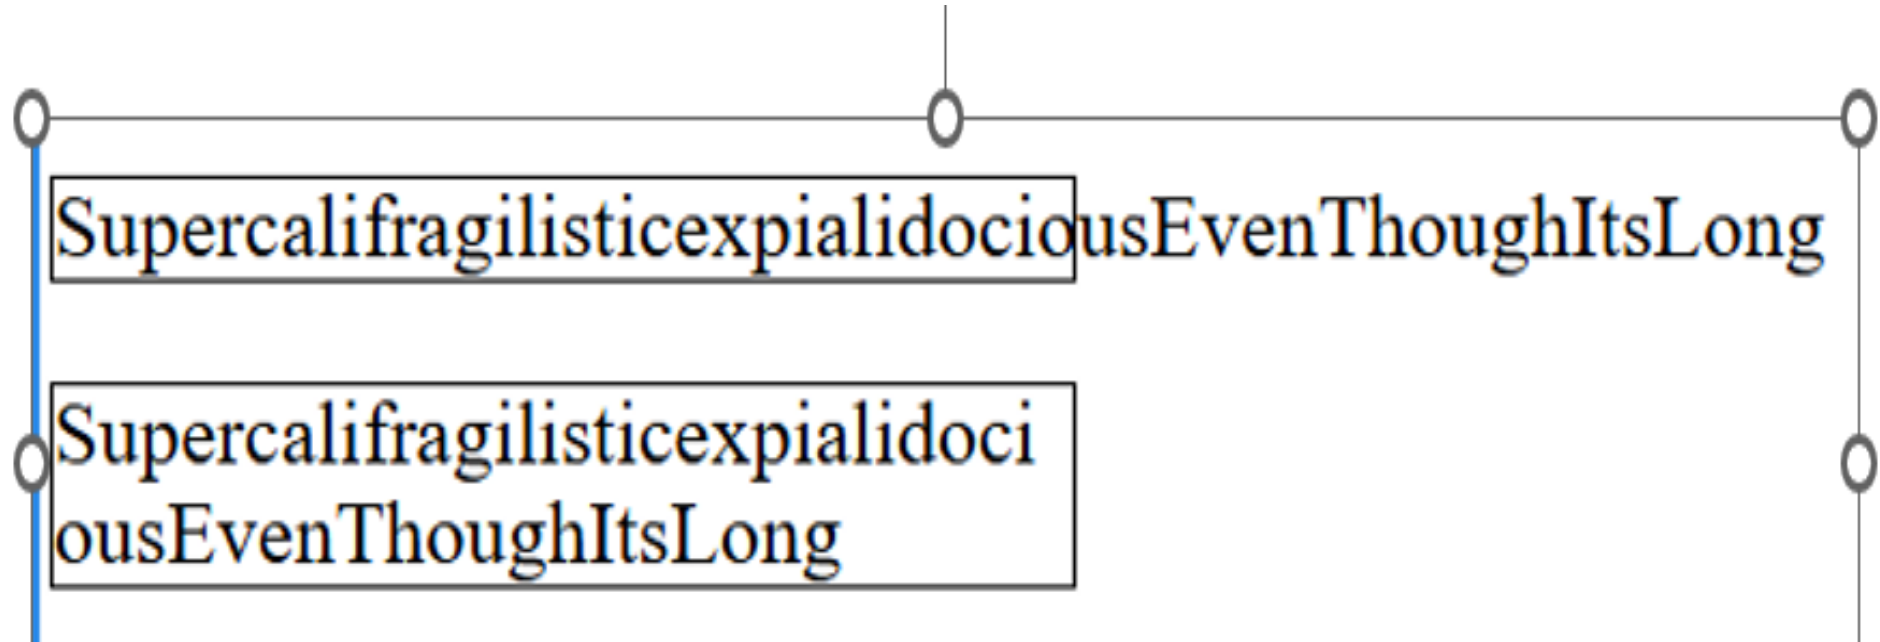 SupercalifragilisticexpialidociousEvenThoughItsLong
Supercalifragilisticexpialidoci
ousEvenThoughItsLong